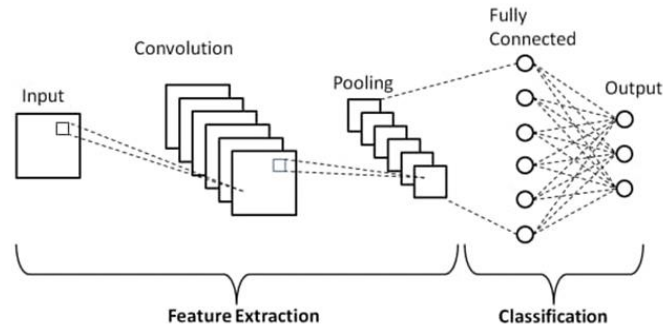 Input
Convolution
Pooling
Fully
Connected
Output
Feature Extraction
Classification